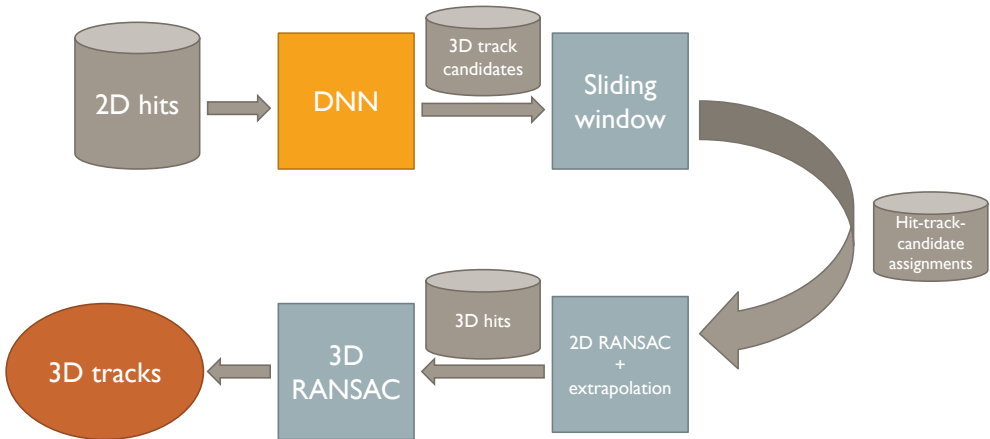 2D hits
DNN
3D track
candidates
Sliding
window
Hit-track-
candidate
assignments
2D RANSAC
+
extrapolation
3D hits
3D
RANSAC
3D tracks